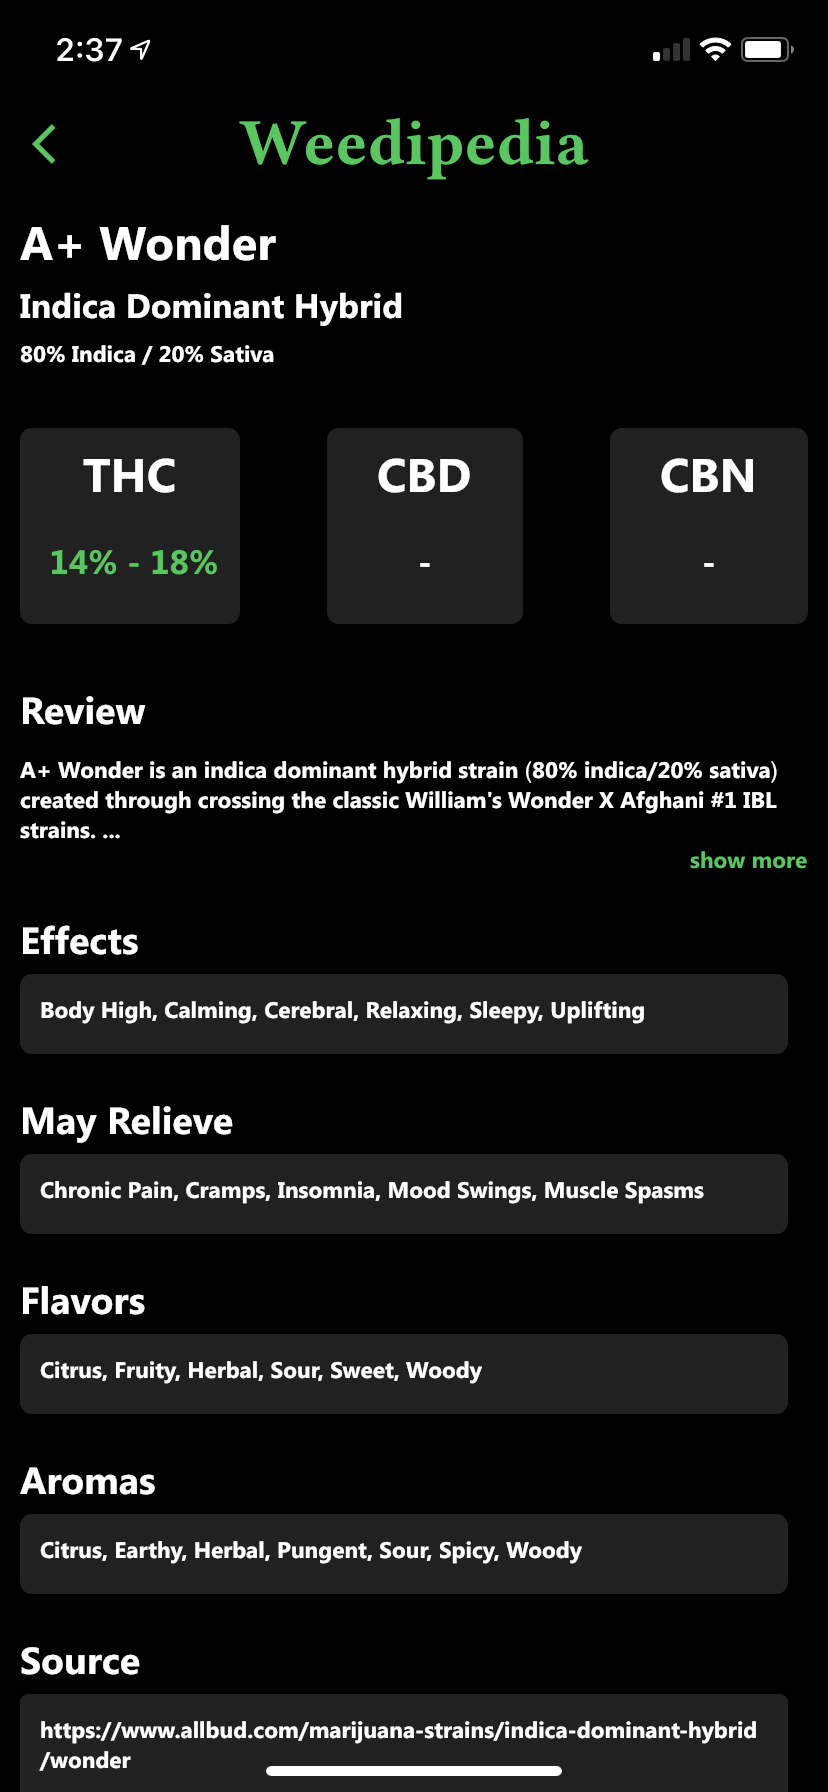 2:37
Weedipedia
A+ Wonder
Indica Dominant Hybrid
80% Indica / 20% Sativa
THC CBD CBN
14% - 18% - -
Review
A+ Wonder is an indica dominant hybrid strain (80% indica/20% sativa)
created through crossing the classic William's Wonder X Afghani #1 IBL
strains. ...
show more
Effects
Body High, Calming, Cerebral, Relaxing, Sleepy, Uplifting
May Relieve
Chronic Pain, Cramps, Insomnia, Mood Swings, Muscle Spasms
Flavors
Citrus, Fruity, Herbal, Sour, Sweet, Woody
Aromas
Citrus, Earthy, Herbal, Pungent, Sour, Spicy, Woody
Source
https://www.allbud.com/marijuana-strains/indica-dominant-hybrid
/wonder